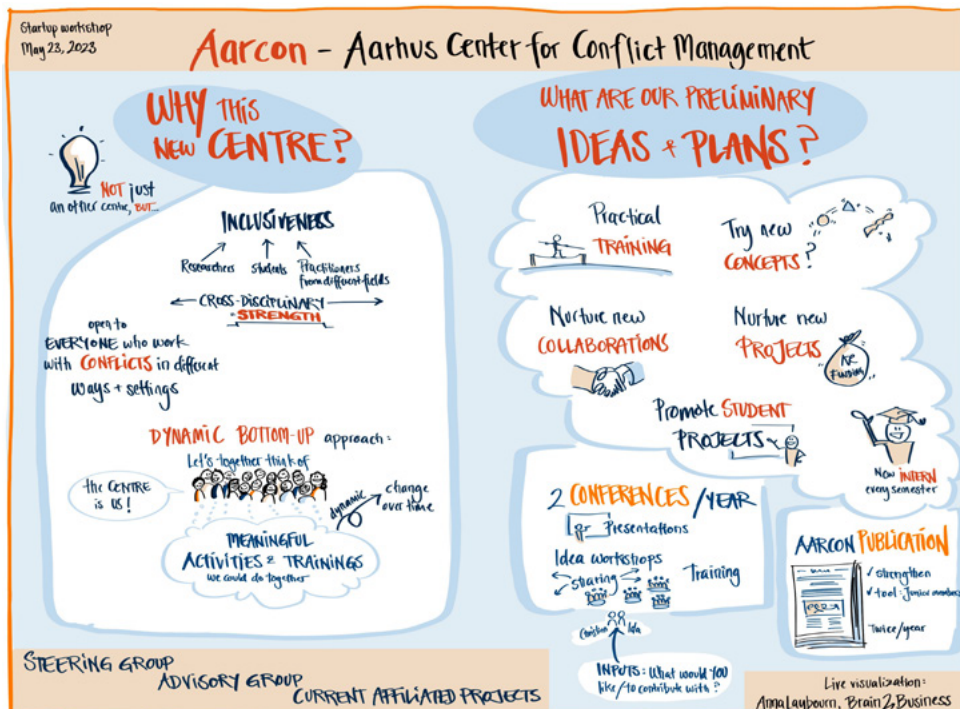 Startup workshop
May 23, 2023
Aarcon - Aarhus Center for Conflict Management
WHY THIS
NEW CENTRE?
NOT just
an other centre, BUT...
INCLUSIVENESS
Researchers
Students
Practitioners
from different fields
CROSS-DISCIPLINARY
STRENGTH
open to
EVERYONE who work
with CONFLICTS in different
ways + settings
DYNAMIC BOTTOM-UP approach:
Let's together think of
the CENTRE
is US!
dynamic
change
over time
MEANINGFUL
ACTIVITIES & TRAININGS
we could do together
STEERING GROUP
ADVISORY GROUP
CURRENT AFFILIATED PROJECTS
WHAT ARE OUR PRELIMINARY
IDEAS + PLANS?
Practical
TRAINING
Try new
CONCEPTS?
Nurture new
COLLABORATIONS
Nurture new
PROJECTS
FUNDING
Promote STUDENT
PROJECTS
New INTERN
every semester
2 CONFERENCES/YEAR
Presentations
Idea workshops
sharing
Training
Christian
Ida
INPUTS: What would YOU
like/to contribute with?
AARCON PUBLICATION
✓ strengthen
✓ tool: Junior members
Twice/year
Live visualization:
Anna Laybourn, Brain2Business